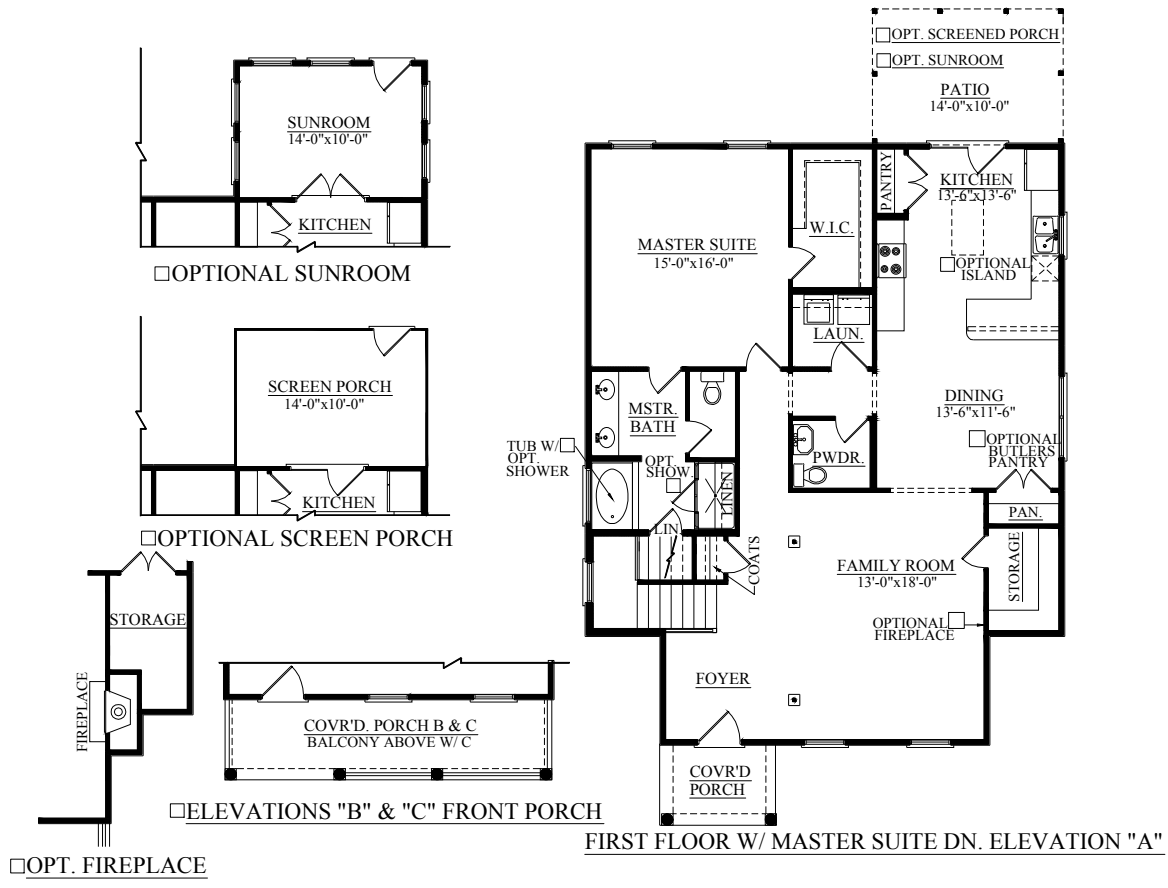 SUNROOM
14'-0"x10'-0"
KITCHEN
□OPTIONAL SUNROOM
SCREEN PORCH
14'-0"x10'-0"
KITCHEN
□OPTIONAL SCREEN PORCH
STORAGE
FIREPLACE
□OPT. FIREPLACE
COVR'D. PORCH B & C
BALCONY ABOVE W/ C
□ELEVATIONS "B" & "C" FRONT PORCH
□OPT. SCREENED PORCH
□OPT. SUNROOM
PATIO
14'-0"x10'-0"
MASTER SUITE
15'-0"x16'-0"
W.I.C.
PANTRY
KITCHEN
13'-6"x13'-6"
□OPTIONAL
ISLAND
LAUN.
MSTR.
BATH
TUB W/□
OPT.
SHOWER
OPT.
SHOW.
□
LINEN
LIN.
COATS
PWDR.
DINING
13'-6"x11'-6"
□OPTIONAL
BUTLERS
PANTRY
PAN.
STORAGE
FAMILY ROOM
13'-0"x18'-0"
OPTIONAL□
FIREPLACE
FOYER
COVR'D
PORCH
FIRST FLOOR W/ MASTER SUITE DN. ELEVATION "A"